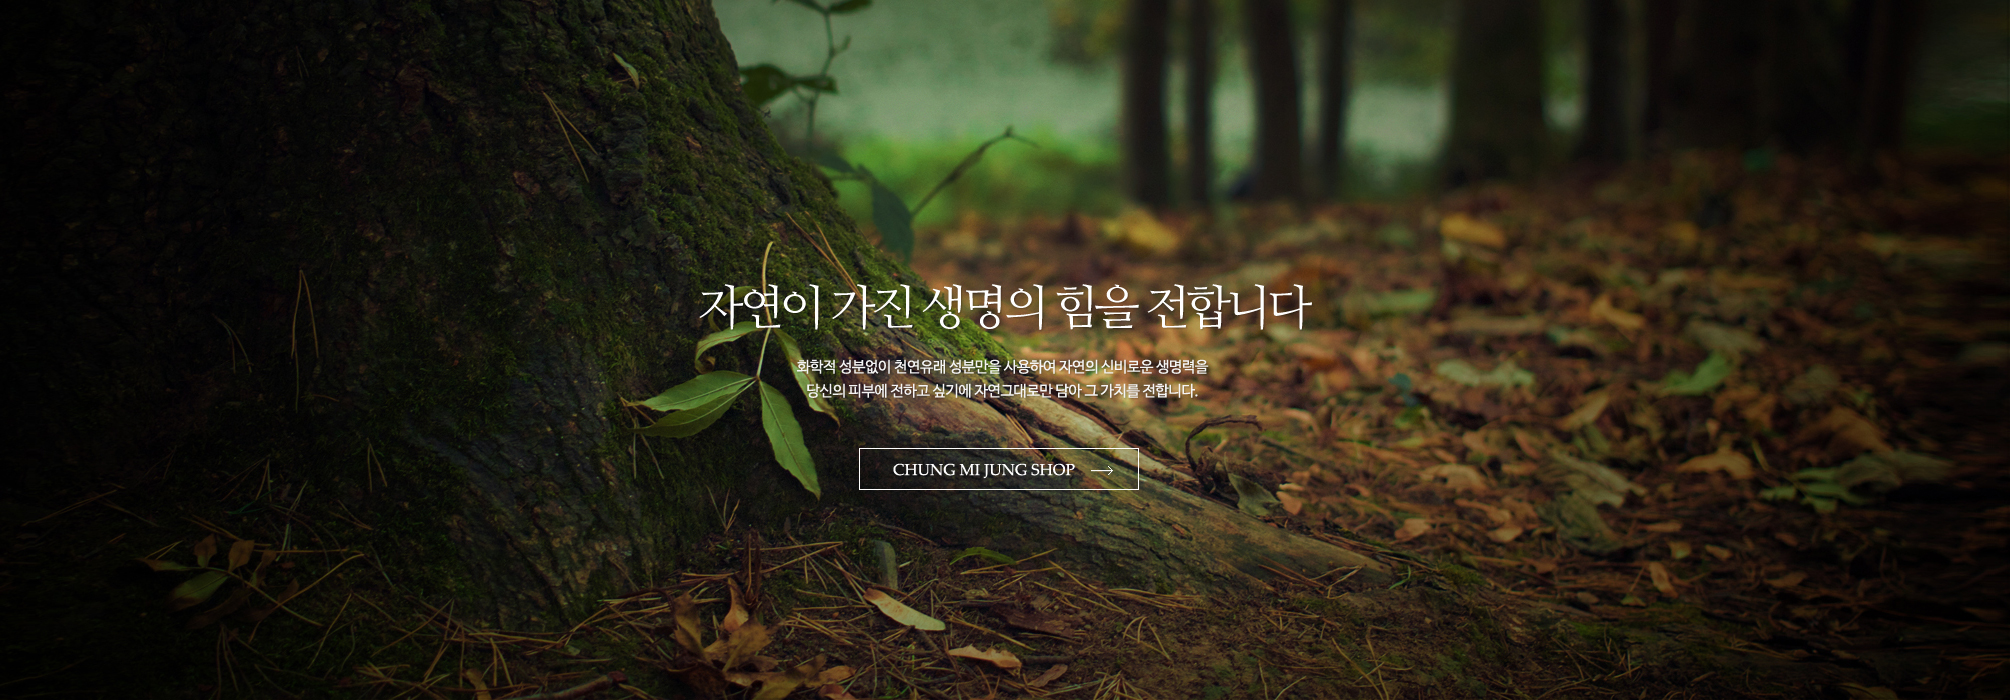 자연이 가진 생명의 힘을 전합니다
화학적 성분없이 천연유래 성분만을 사용하여 자연의 신비로운 생명력을
당신의 피부에 전하고 싶기에 자연그대로만 담아 그 가치를 전합니다.
CHUNG MI JUNG SHOP